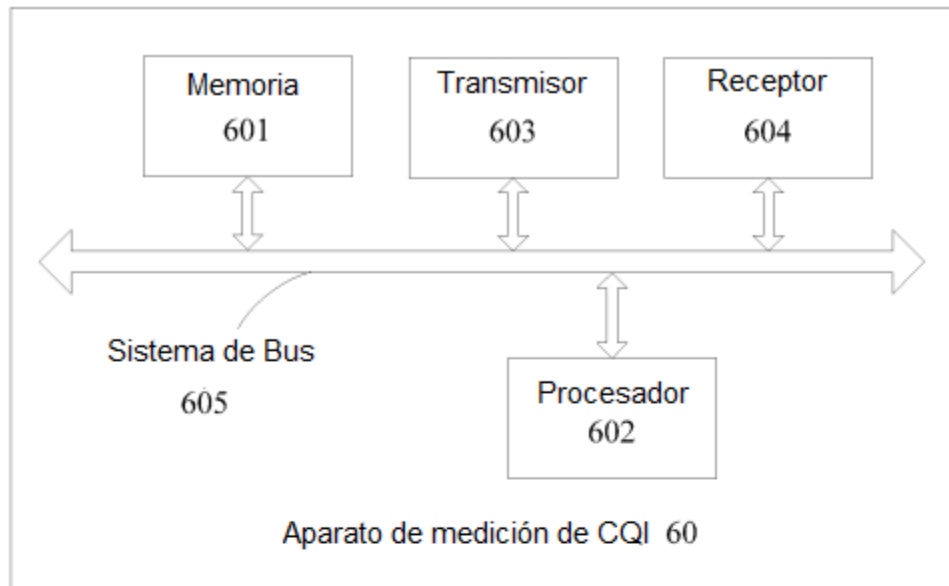 Memoria
601
Transmisor
603
Receptor
604
Sistema de Bus
605
Procesador
602
Aparato de medición de CQI 60